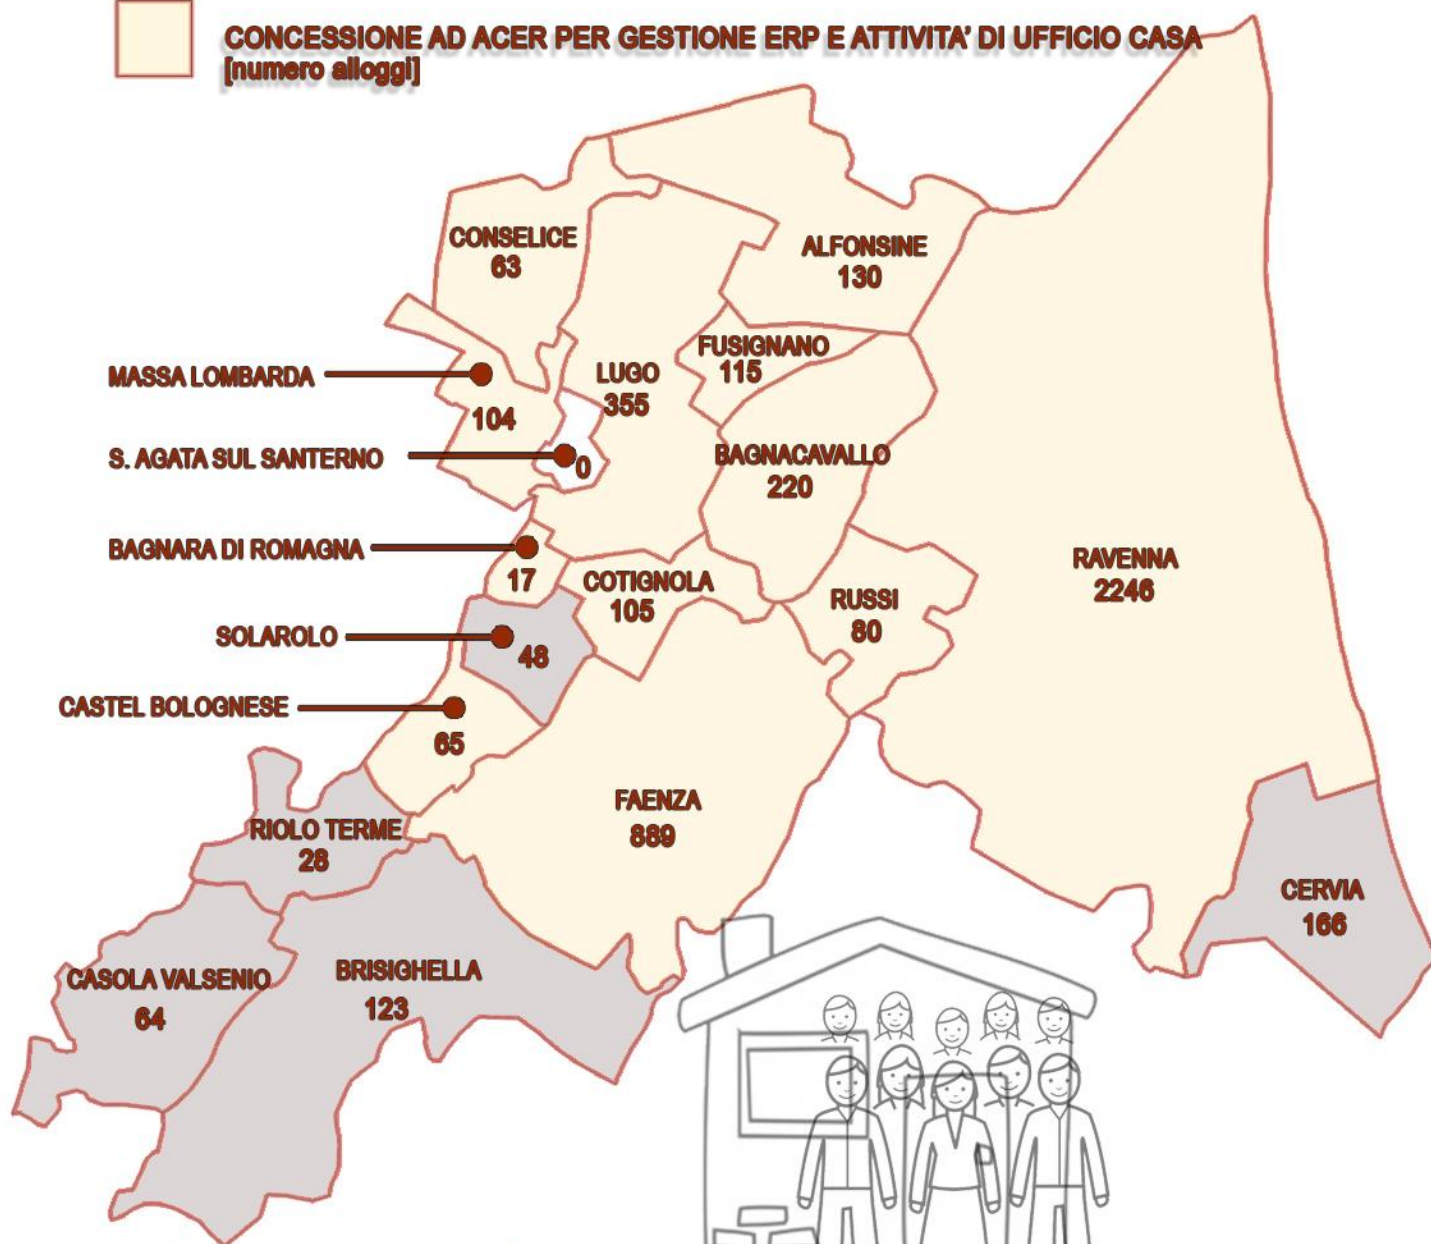 CONCESSIONE AD ACER PER GESTIONE ERP E ATTIVITA' DI UFFICIO CASA
[numero alloggi]
CONSELICE
63
ALFONSINE
130
FUSIGNANO
115
MASSA LOMBARDA
104
LUGO
355
S. AGATA SUL SANTERNO
0
BAGNACAVALLO
220
BAGNARA DI ROMAGNA
17
COTIGNOLA
105
RUSSI
80
RAVENNA
2246
SOLAROLO
48
CASTEL BOLOGNESE
65
FAENZA
889
RIOLO TERME
28
CERVIA
166
CASOLA VALSENIO
64
BRISIGHELLA
123